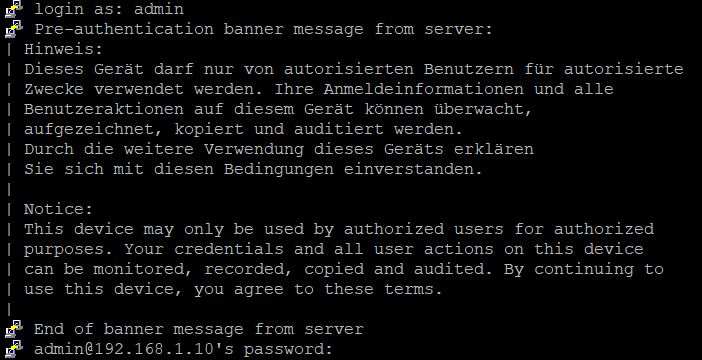 login as: admin
Pre-authentication banner message from server:
| Hinweis:
| Dieses Gerät darf nur von autorisierten Benutzern für autorisierte
| Zwecke verwendet werden. Ihre Anmeldeinformationen und alle
| Benutzeraktionen auf diesem Gerät können überwacht,
| aufgezeichnet, kopiert und auditiert werden.
| Durch die weitere Verwendung dieses Geräts erklären
| Sie sich mit diesen Bedingungen einverstanden.
|
| Notice:
| This device may only be used by authorized users for authorized
| purposes. Your credentials and all user actions on this device
| can be monitored, recorded, copied and audited. By continuing to
| use this device, you agree to these terms.
|
End of banner message from server
admin@192.168.1.10's password: